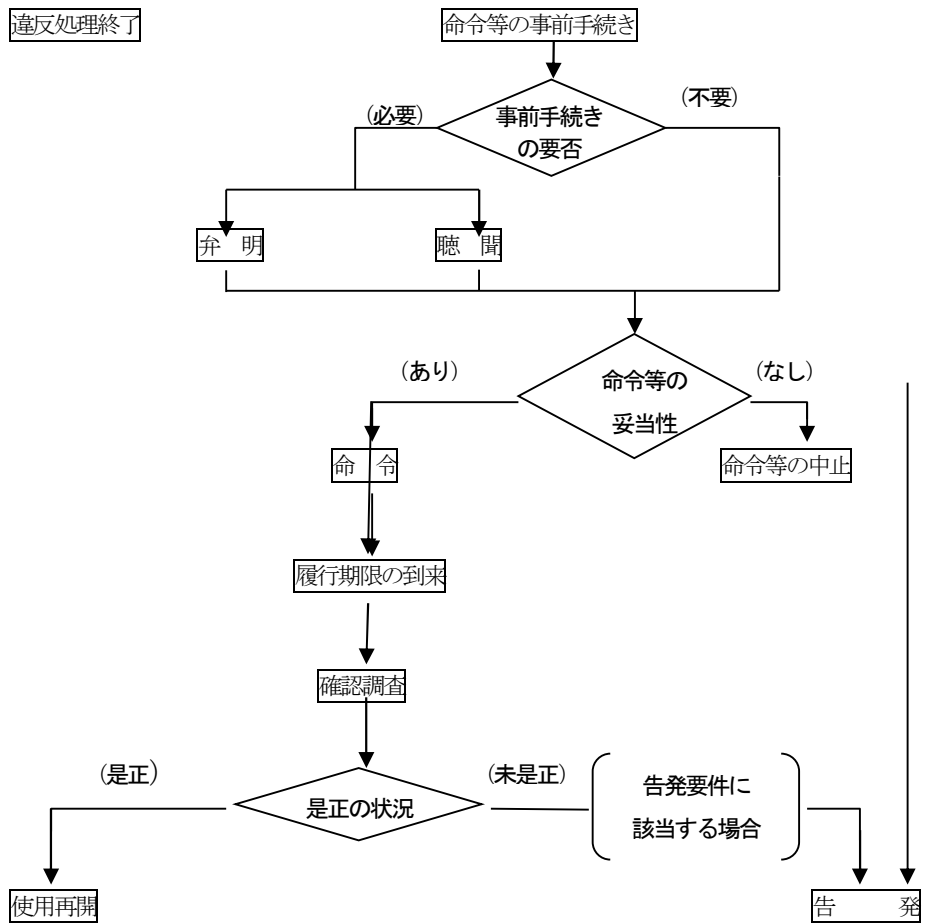 違反処理終了
命令等の事前手続き
(必要)
(不要)
事前手続き
の要否
弁　明
聴　聞
(あり)
(なし)
命令等の
妥当性
命　令
命令等の中止
履行期限の到来
確認調査
(是正)
(未是正)
是正の状況
告発要件に
該当する場合
使用再開
告　　　発